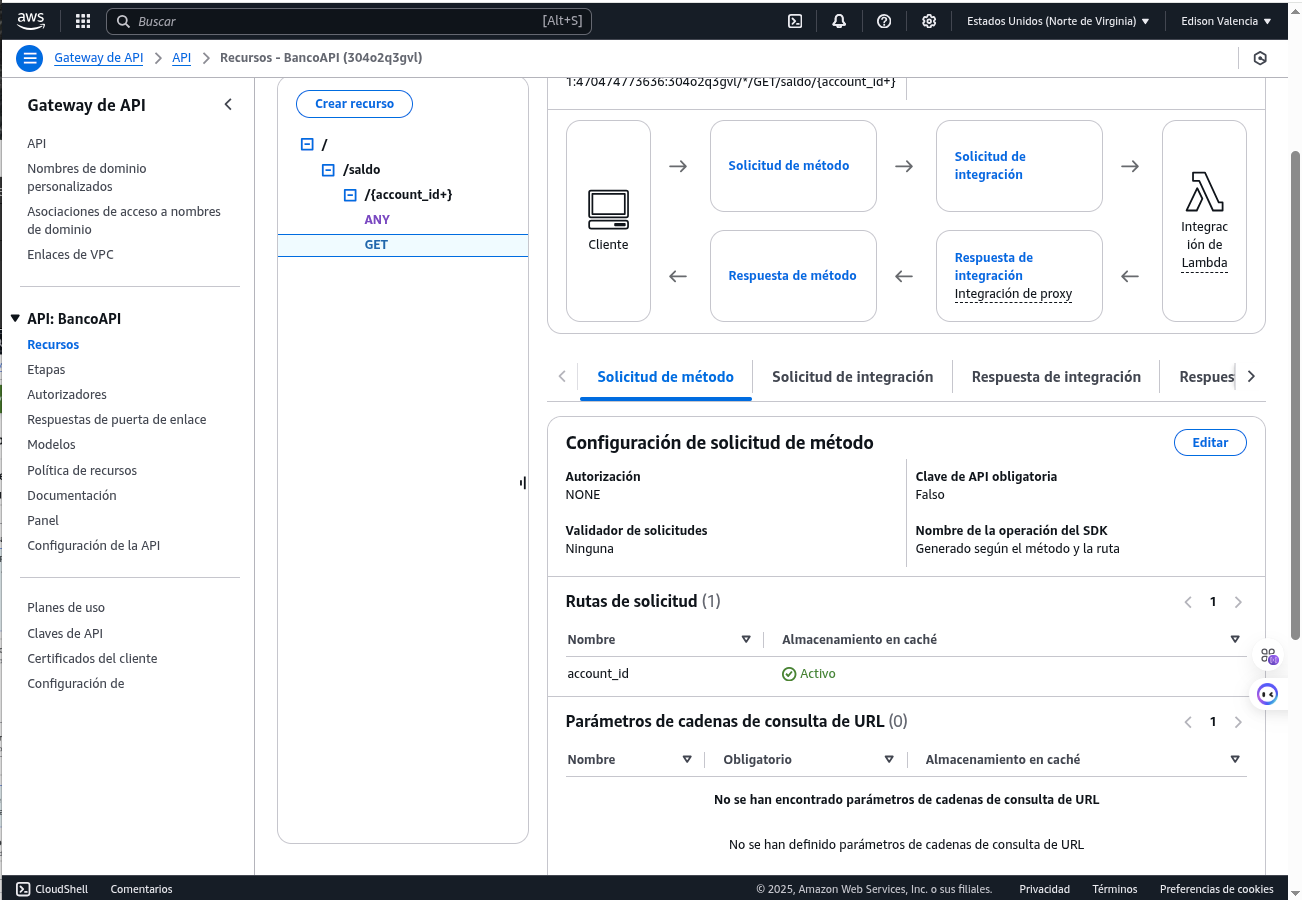 aws
Buscar
[Alt+S]
Estados Unidos (Norte de Virginia)
Edison Valencia
Gateway de API
API
Recursos - BancoAPI (304o2q3gvl)
Gateway de API
API
Nombres de dominio
personalizados
Asociaciones de acceso a nombres
de dominio
Enlaces de VPC
API: BancoAPI
Recursos
Etapas
Autorizadores
Respuestas de puerta de enlace
Modelos
Política de recursos
Documentación
Panel
Configuración de la API
Planes de uso
Claves de API
Certificados del cliente
Configuración de
Crear recurso
/
/saldo
/{account_id+}
ANY
GET
1:470474773636:304o2q3gvl/*/GET/saldo/{account_id+}
Cliente
Solicitud de método
Solicitud de
integración
Integrac
ión de
Lambda
Respuesta de método
Respuesta de
integración
Integración de proxy
Solicitud de método
Solicitud de integración
Respuesta de integración
Respues
Configuración de solicitud de método
Editar
Autorización
NONE
Clave de API obligatoria
Falso
Validador de solicitudes
Ninguna
Nombre de la operación del SDK
Generado según el método y la ruta
Rutas de solicitud (1)
1
Nombre
Almacenamiento en caché
account_id
Activo
Parámetros de cadenas de consulta de URL (0)
1
Nombre
Obligatorio
Almacenamiento en caché
No se han encontrado parámetros de cadenas de consulta de URL
No se han definido parámetros de cadenas de consulta de URL
CloudShell
Comentarios
© 2025, Amazon Web Services, Inc. o sus filiales.
Privacidad
Términos
Preferencias de cookies